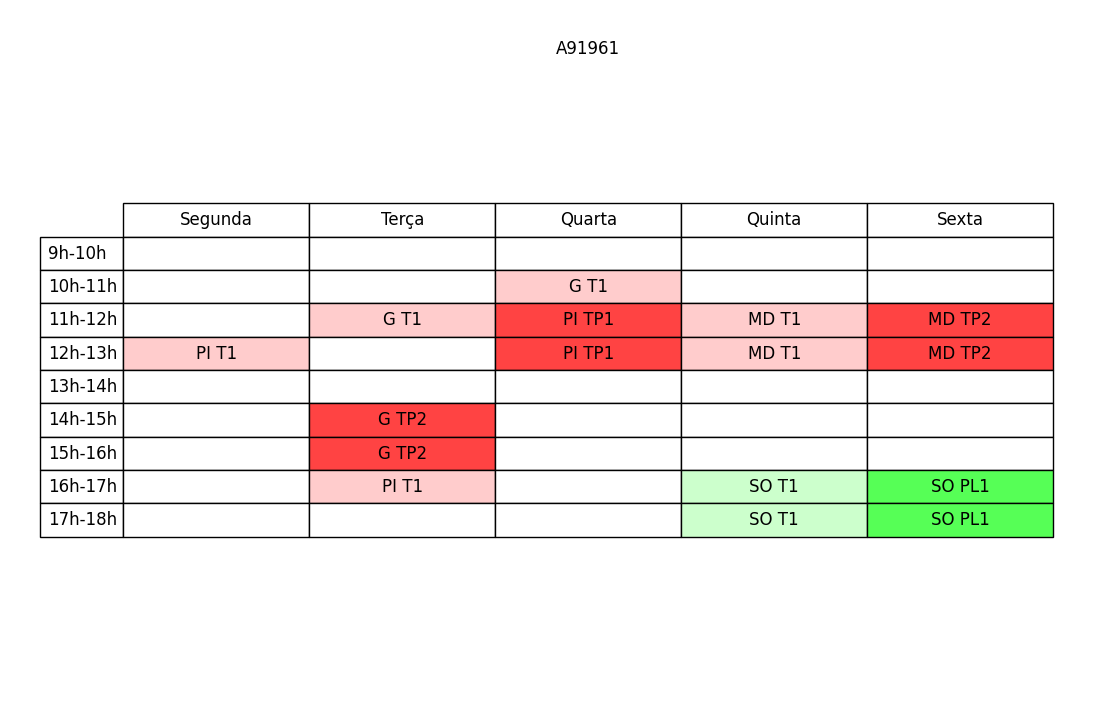 A91961
Segunda Terça Quarta Quinta Sexta
9h-10h
10h-11h G T1
11h-12h G T1 PI TP1 MD T1 MD TP2
12h-13h PI T1 PI TP1 MD T1 MD TP2
13h-14h
14h-15h G TP2
15h-16h G TP2
16h-17h PI T1 SO T1 SO PL1
17h-18h SO T1 SO PL1